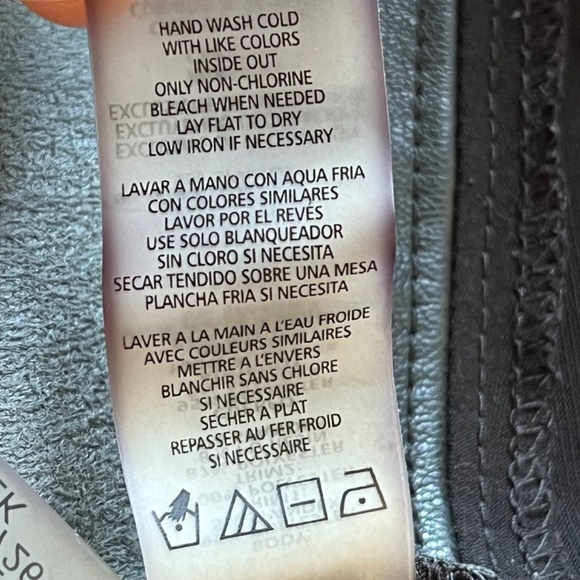 HAND WASH COLD
WITH LIKE COLORS
INSIDE OUT
ONLY NON-CHLORINE
BLEACH WHEN NEEDED
LAY FLAT TO DRY
LOW IRON IF NECESSARY
LAVAR A MANO CON AQUA FRIA
CON COLORES SIMILARES
LAVOR POR EL REVÉS
USE SOLO BLANQUEADOR
SIN CLORO SI NECESITA
SECAR TENDIDO SOBRE UNA MESA
PLANCHA FRIA SI NECESITA
LAVER A LA MAIN A L'EAU FROIDE
AVEC COULEURS SIMILAIRES
METTRE A L'ENVERS
BLANCHIR SANS CHLORE
SI NECESSAIRE
SECHER A PLAT
REPASSER AU FER FROID
SI NECESSAIRE